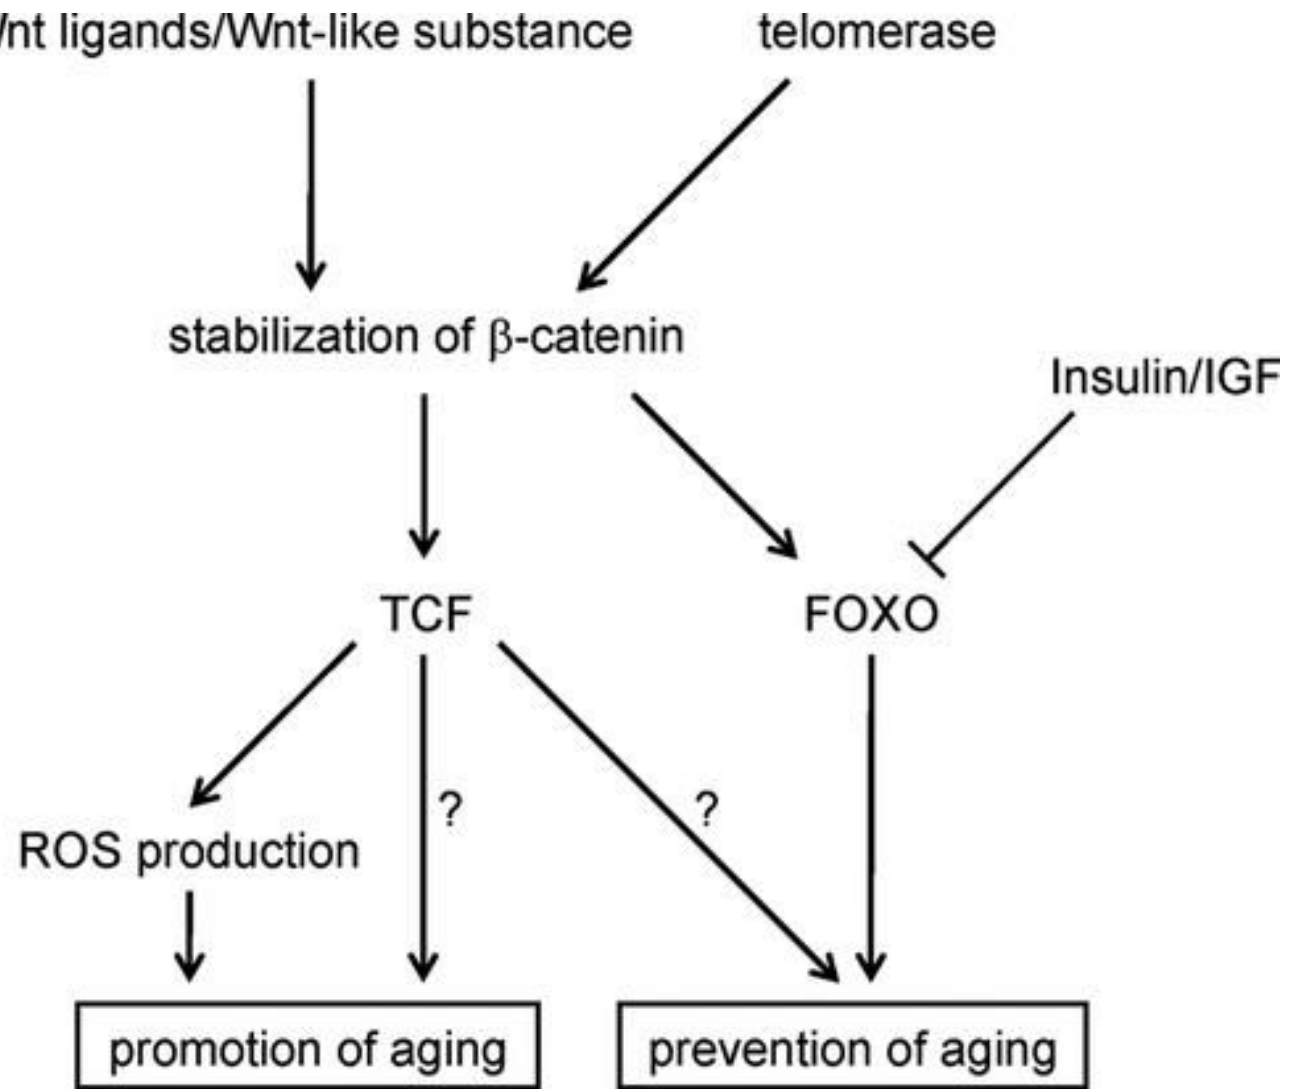 Wnt ligands/Wnt-like substance telomerase
stabilization of β-catenin
Insulin/IGF
TCF FOXO
? ?
ROS production
promotion of aging prevention of aging